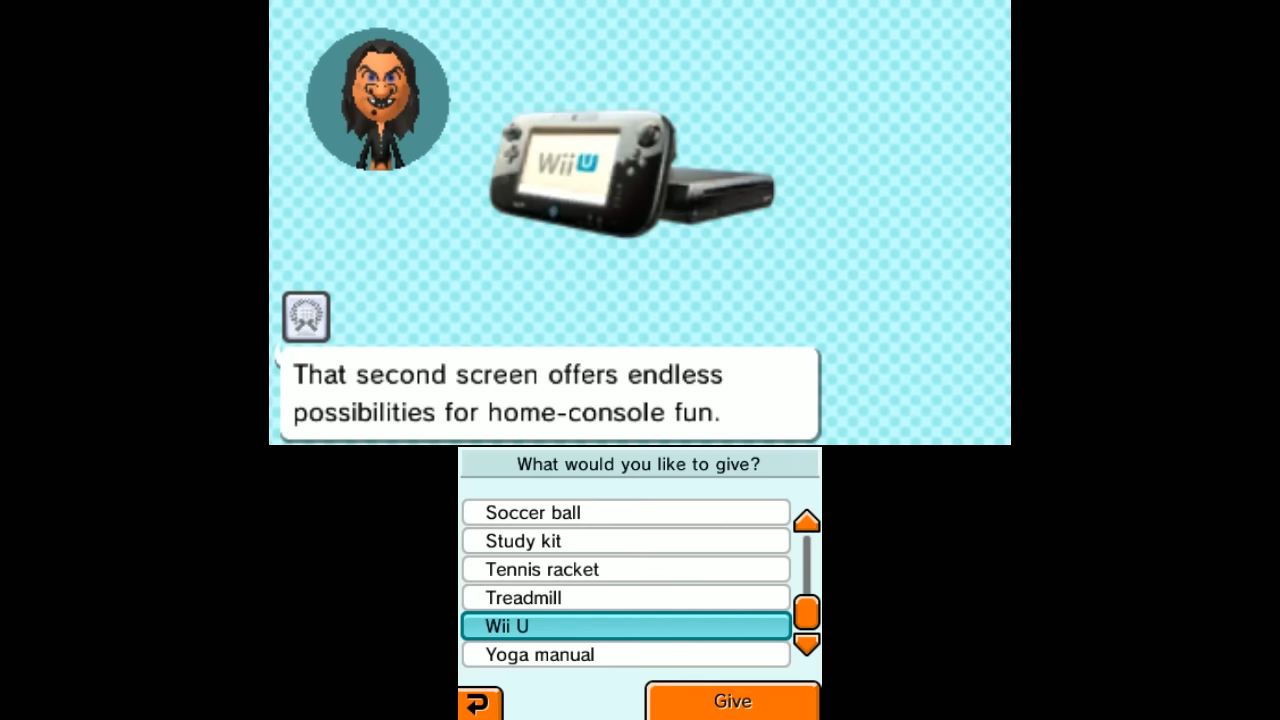 Wii U
That second screen offers endless
possibilities for home-console fun.
What would you like to give?
Soccer ball
Study kit
Tennis racket
Treadmill
Wii U
Yoga manual
Give